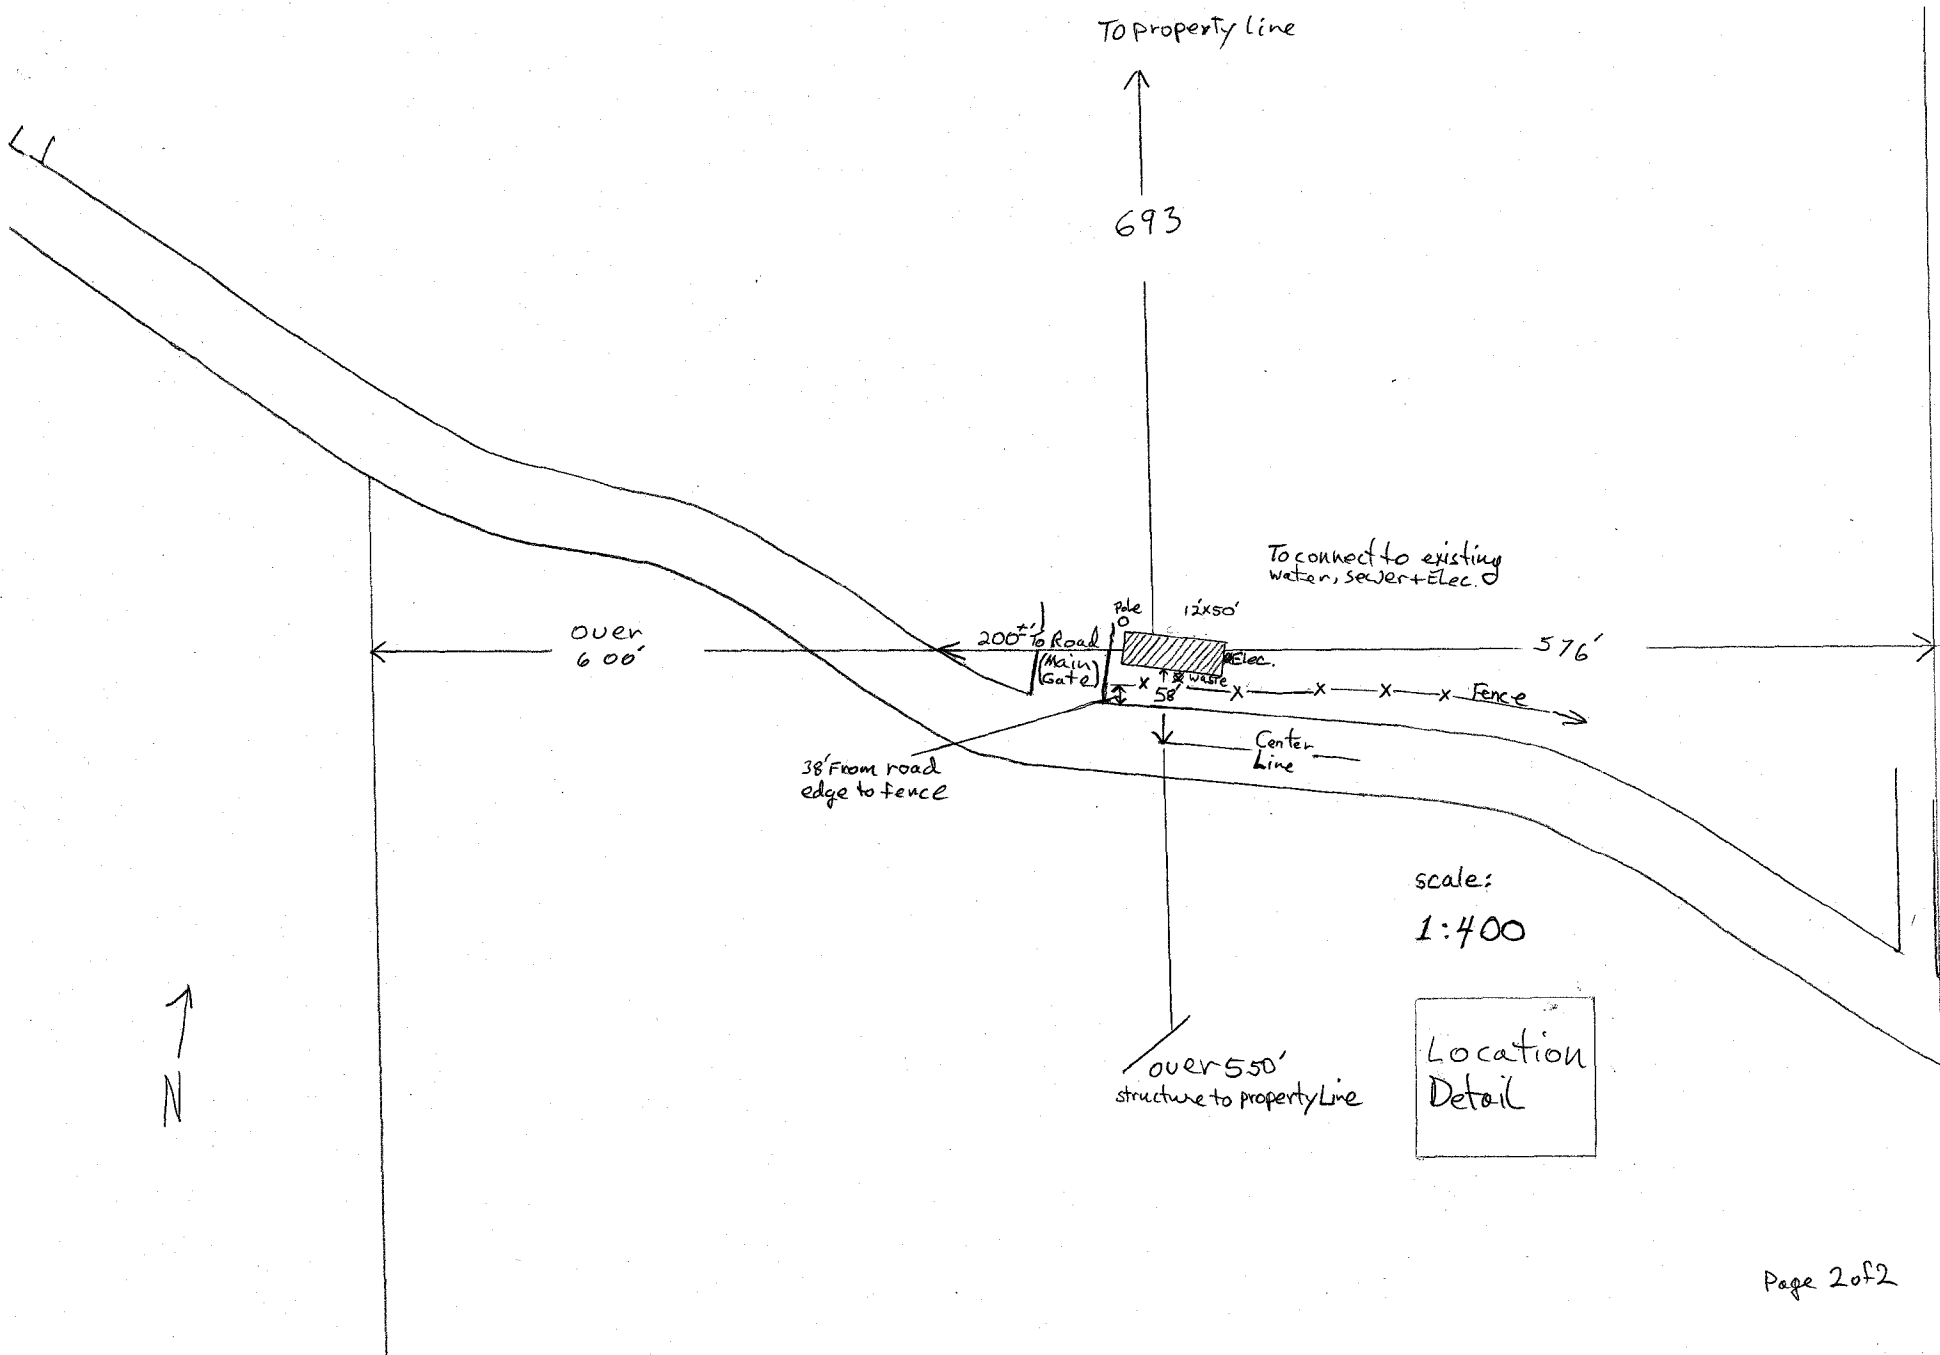 To property line
693
To connect to existing
water, sewer + Elec.
Pole
12'x50'
over
600'
200±' To Road
(Main
Gate)
Elec.
576'
waste
58'
Fence
Center
Line
38' From road
edge to fence
scale:
1:400
N
Location
Detail
over 550'
structure to property Line
Page 2 of 2